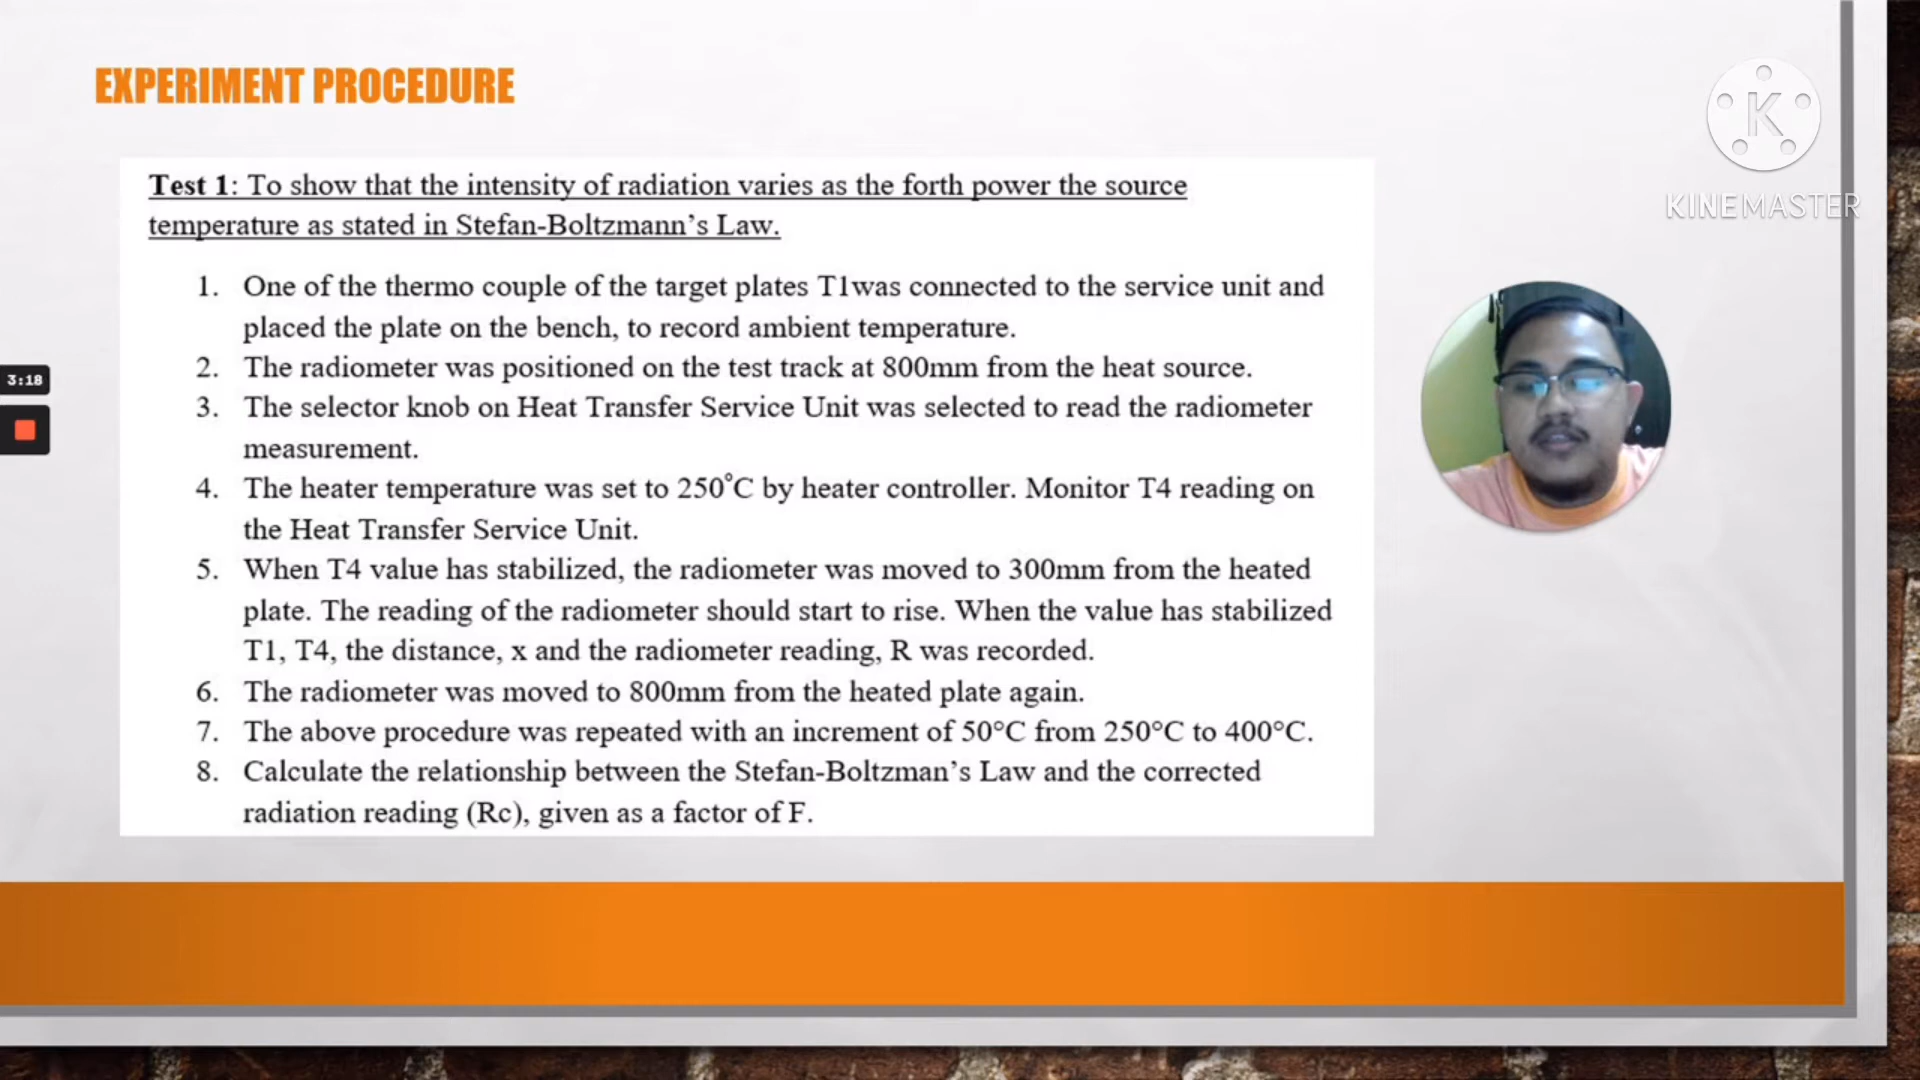 EXPERIMENT PROCEDURE
K
KINEMASTER
Test 1: To show that the intensity of radiation varies as the forth power the source
temperature as stated in Stefan-Boltzmann’s Law.
1. One of the thermo couple of the target plates T1was connected to the service unit and
placed the plate on the bench, to record ambient temperature.
2. The radiometer was positioned on the test track at 800mm from the heat source.
3. The selector knob on Heat Transfer Service Unit was selected to read the radiometer
measurement.
4. The heater temperature was set to 250°C by heater controller. Monitor T4 reading on
the Heat Transfer Service Unit.
5. When T4 value has stabilized, the radiometer was moved to 300mm from the heated
plate. The reading of the radiometer should start to rise. When the value has stabilized
T1, T4, the distance, x and the radiometer reading, R was recorded.
6. The radiometer was moved to 800mm from the heated plate again.
7. The above procedure was repeated with an increment of 50°C from 250°C to 400°C.
8. Calculate the relationship between the Stefan-Boltzman’s Law and the corrected
radiation reading (Rc), given as a factor of F.
3:18